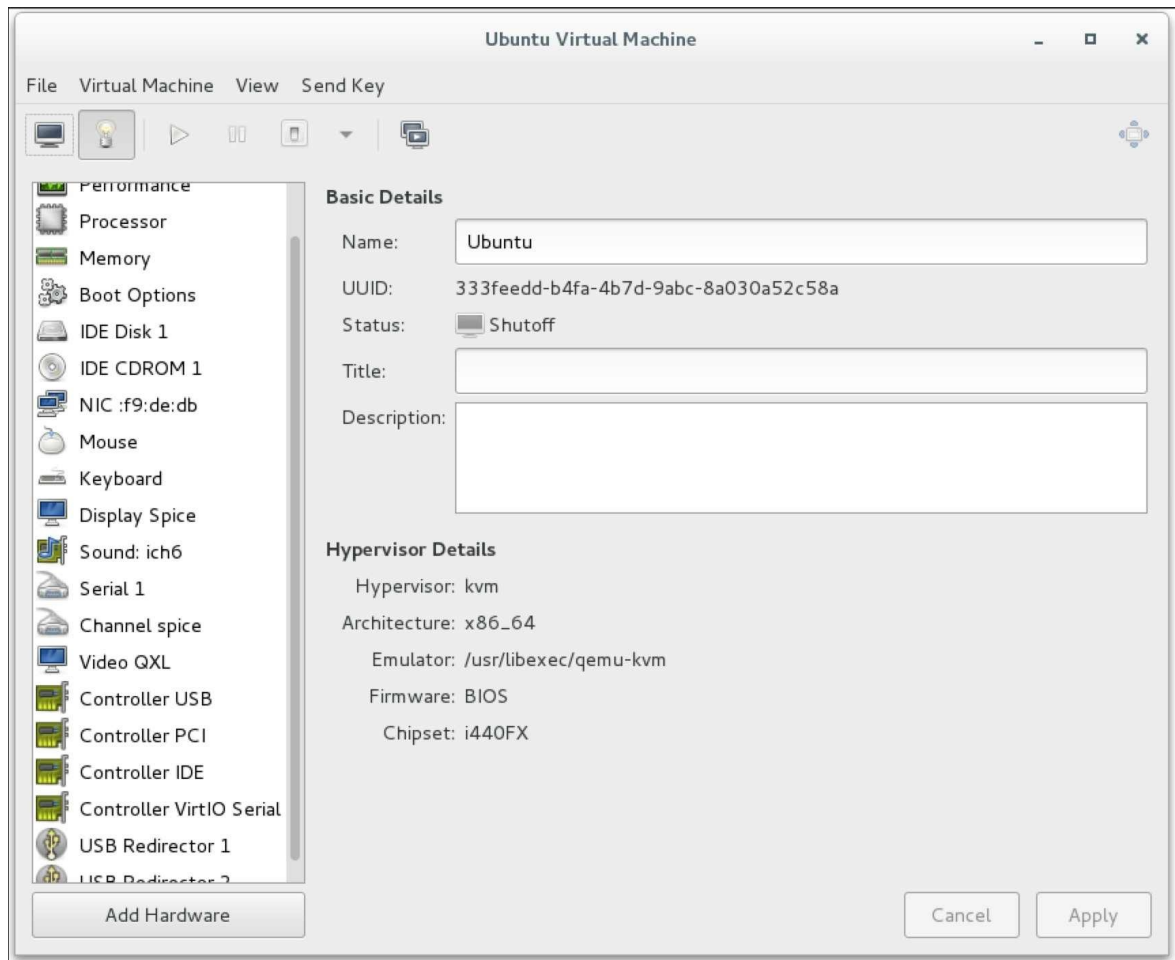 Ubuntu Virtual Machine
File Virtual Machine View Send Key
Performance
Processor
Memory
Boot Options
IDE Disk 1
IDE CDROM 1
NIC :f9:de:db
Mouse
Keyboard
Display Spice
Sound: ich6
Serial 1
Channel spice
Video QXL
Controller USB
Controller PCI
Controller IDE
Controller VirtIO Serial
USB Redirector 1
USB Redirector 2
Add Hardware
Basic Details
Name: Ubuntu
UUID: 333feedd-b4fa-4b7d-9abc-8a030a52c58a
Status: Shutoff
Title:
Description:
Hypervisor Details
Hypervisor: kvm
Architecture: x86_64
Emulator: /usr/libexec/qemu-kvm
Firmware: BIOS
Chipset: i440FX
Cancel Apply